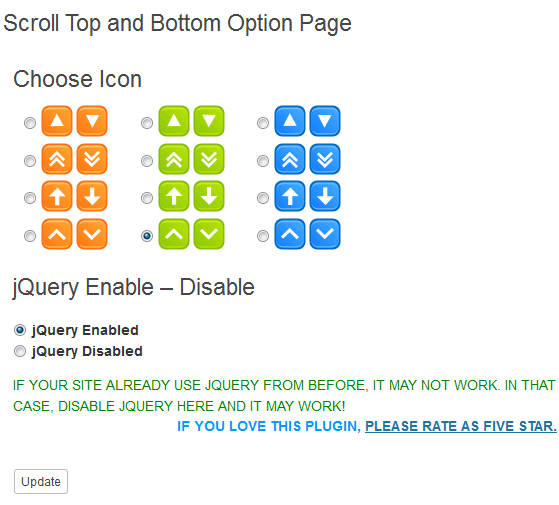 Scroll Top and Bottom Option Page
Choose Icon
jQuery Enable – Disable
jQuery Enabled
jQuery Disabled
IF YOUR SITE ALREADY USE JQUERY FROM BEFORE, IT MAY NOT WORK. IN THAT
CASE, DISABLE JQUERY HERE AND IT MAY WORK!
IF YOU LOVE THIS PLUGIN, PLEASE RATE AS FIVE STAR.
Update